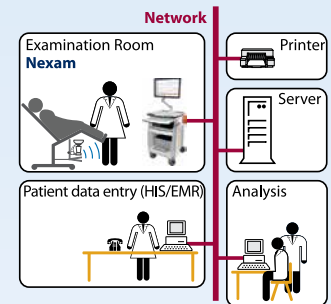 Network
Examination Room
Nexam
Printer
Server
Patient data entry (HIS/EMR)
Analysis